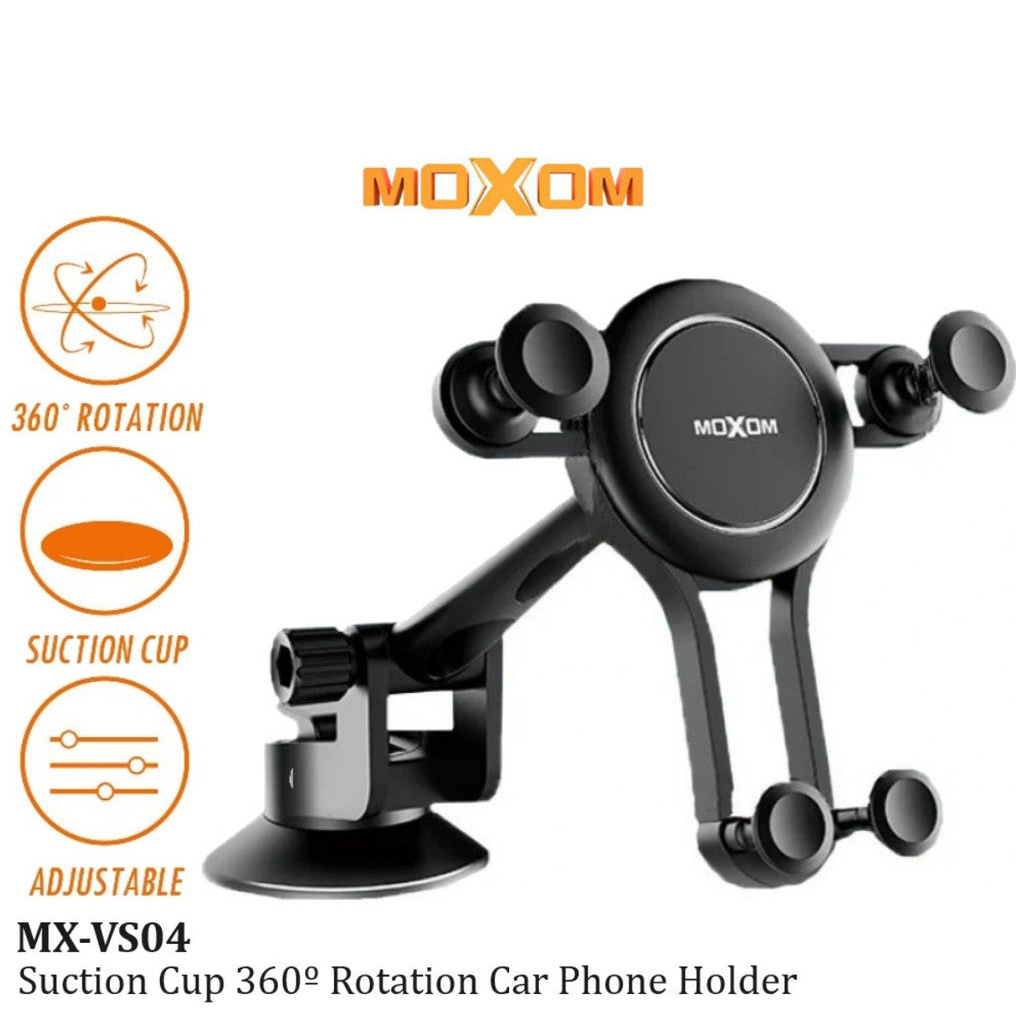 MOXOM
360° ROTATION
MOXOM
SUCTION CUP
ADJUSTABLE
MX-VS04
Suction Cup 360º Rotation Car Phone Holder